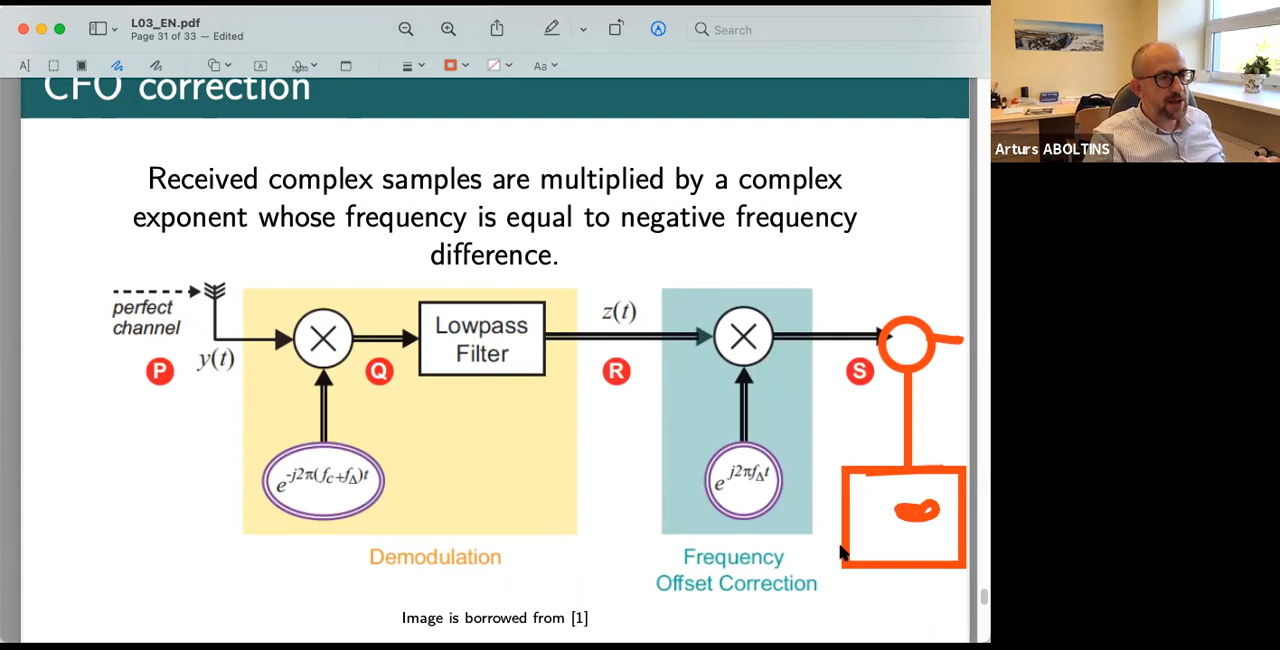 L03_EN.pdf
Page 31 of 33 — Edited
Search
Aa
CFO correction
Received complex samples are multiplied by a complex
exponent whose frequency is equal to negative frequency
difference.
perfect
channel
P
y(t)
Q
Lowpass
Filter
z(t)
R
S
e^-j2π(f_C+f_Δ)t
e^j2πf_Δt
Demodulation
Frequency
Offset Correction
Image is borrowed from [1]
Arturs ABOLTINS